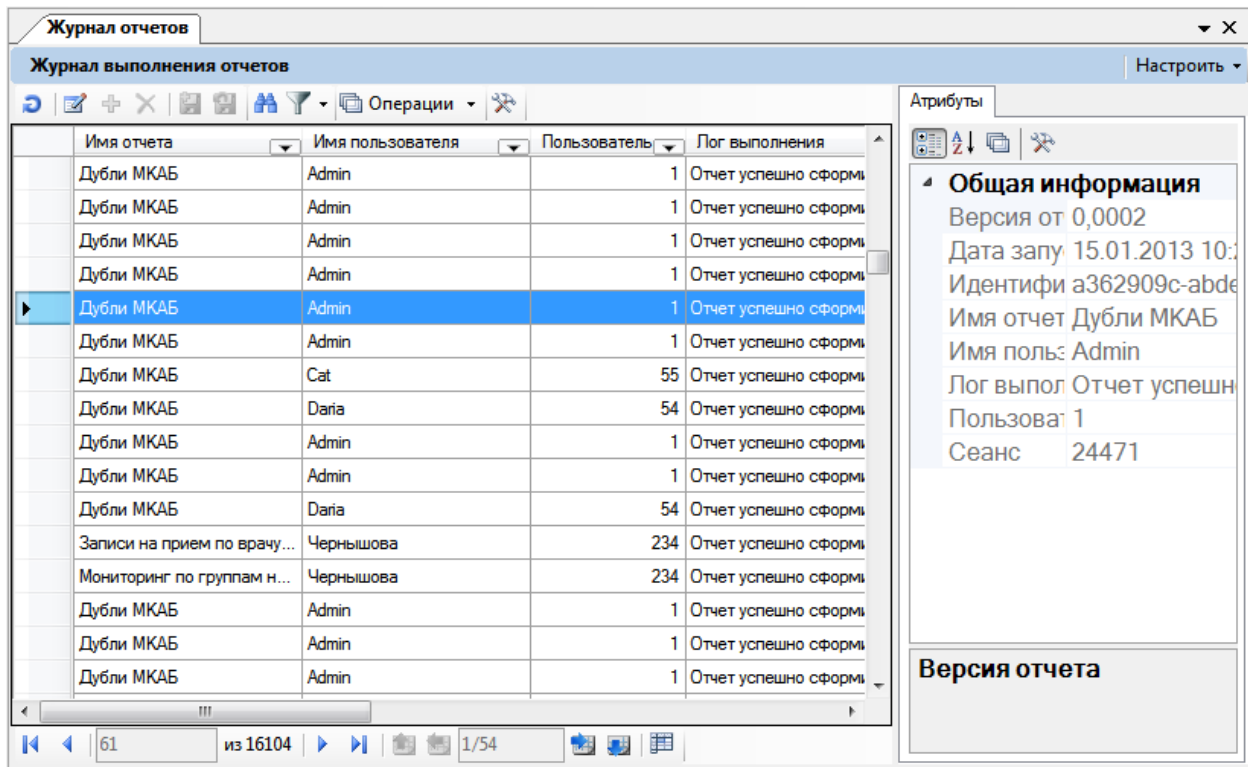 Журнал отчетов
Журнал выполнения отчетов Настроить
Операции
Имя отчета Имя пользователя Пользователь Лог выполнения
Дубли МКАБ Admin 1 Отчет успешно сформи
Дубли МКАБ Admin 1 Отчет успешно сформи
Дубли МКАБ Admin 1 Отчет успешно сформи
Дубли МКАБ Admin 1 Отчет успешно сформи
Дубли МКАБ Admin 1 Отчет успешно сформи
Дубли МКАБ Admin 1 Отчет успешно сформи
Дубли МКАБ Cat 55 Отчет успешно сформи
Дубли МКАБ Daria 54 Отчет успешно сформи
Дубли МКАБ Admin 1 Отчет успешно сформи
Дубли МКАБ Admin 1 Отчет успешно сформи
Дубли МКАБ Daria 54 Отчет успешно сформи
Записи на прием по врачу... Чернышова 234 Отчет успешно сформи
Мониторинг по группам н... Чернышова 234 Отчет успешно сформи
Дубли МКАБ Admin 1 Отчет успешно сформи
Дубли МКАБ Admin 1 Отчет успешно сформи
Дубли МКАБ Admin 1 Отчет успешно сформи
61 из 16104 1/54
Атрибуты
Общая информация
Версия от 0,0002
Дата запу 15.01.2013 10:2
Идентифи a362909c-abde
Имя отчет Дубли МКАБ
Имя польз Admin
Лог выпол Отчет успешн
Пользоват 1
Сеанс 24471
Версия отчета